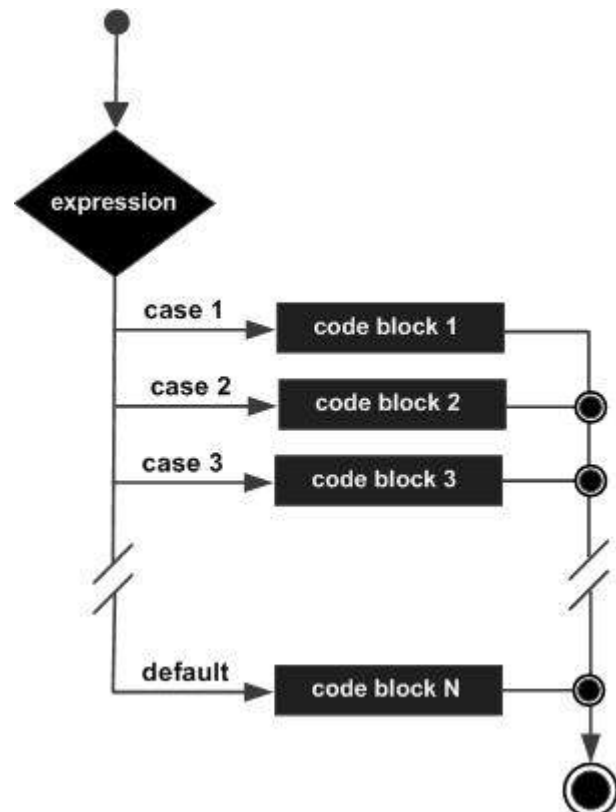 expression
case 1
code block 1
case 2
code block 2
case 3
code block 3
default
code block N